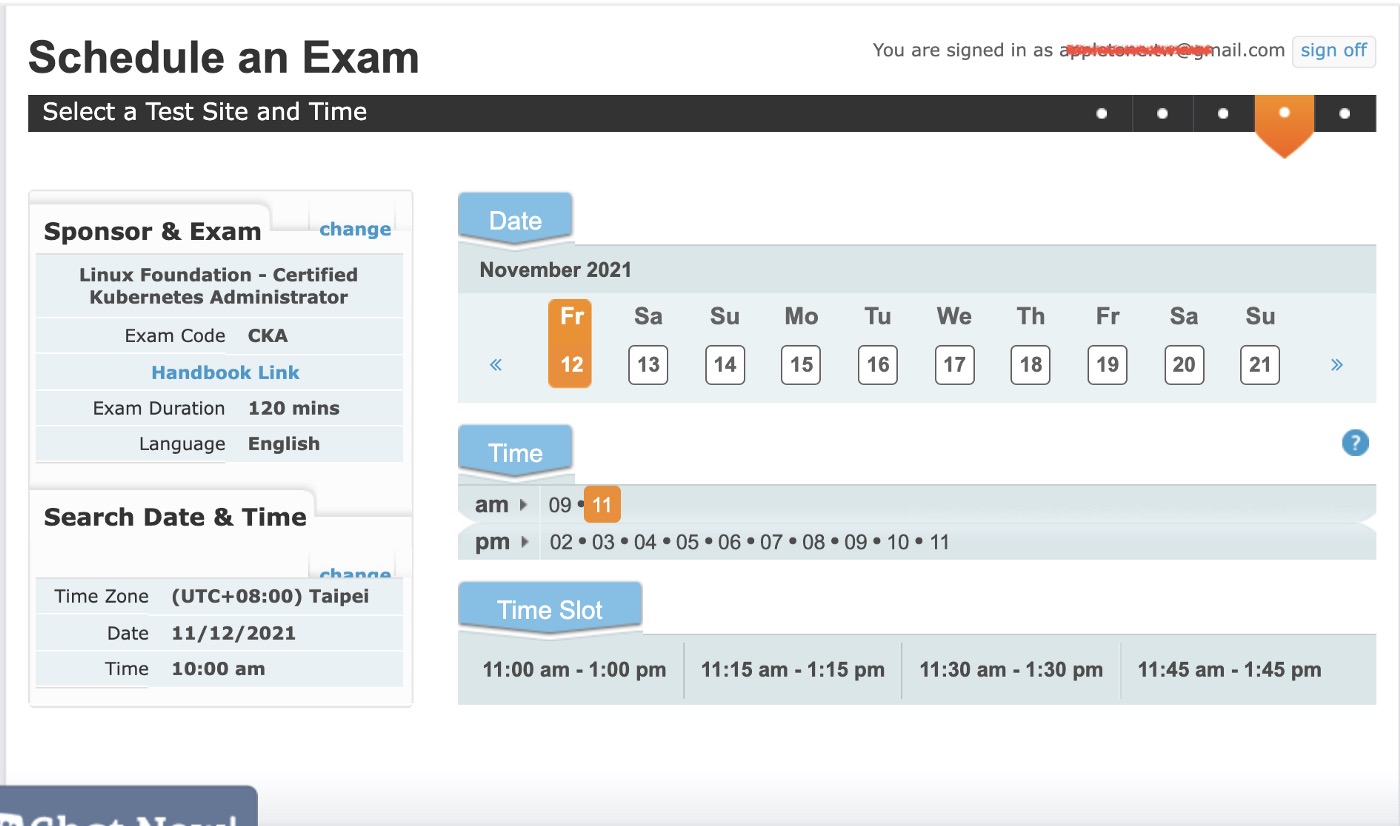 Schedule an Exam
You are signed in as mail.com sign off
Select a Test Site and Time
Sponsor & Exam change
Linux Foundation - Certified
Kubernetes Administrator
Exam Code CKA
Handbook Link
Exam Duration 120 mins
Language English
Search Date & Time
change
Time Zone (UTC+08:00) Taipei
Date 11/12/2021
Time 10:00 am
Date
November 2021
Fr Sa Su Mo Tu We Th Fr Sa Su
« 12 13 14 15 16 17 18 19 20 21 »
Time ?
am 09 • 11
pm 02 • 03 • 04 • 05 • 06 • 07 • 08 • 09 • 10 • 11
Time Slot
11:00 am - 1:00 pm 11:15 am - 1:15 pm 11:30 am - 1:30 pm 11:45 am - 1:45 pm
Chat Now!